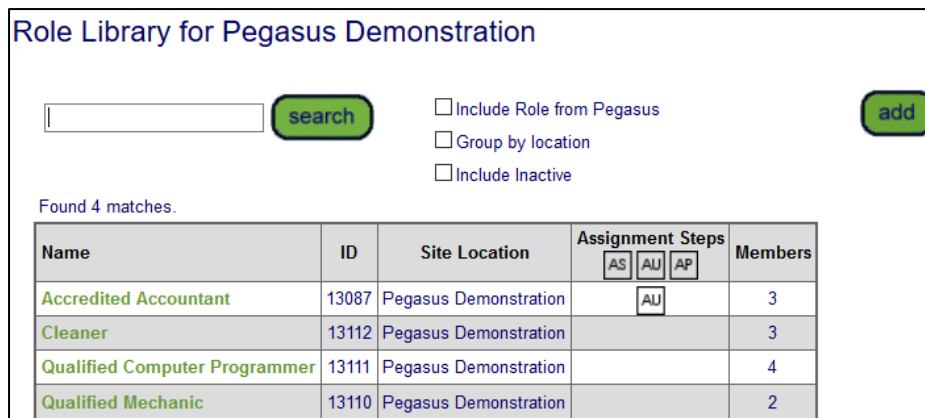 Role Library for Pegasus Demonstration
search
Include Role from Pegasus
add
Group by location
Include Inactive
Found 4 matches.
Name ID Site Location Assignment Steps AS AU AP Members
Accredited Accountant 13087 Pegasus Demonstration AU 3
Cleaner 13112 Pegasus Demonstration 3
Qualified Computer Programmer 13111 Pegasus Demonstration 4
Qualified Mechanic 13110 Pegasus Demonstration 2